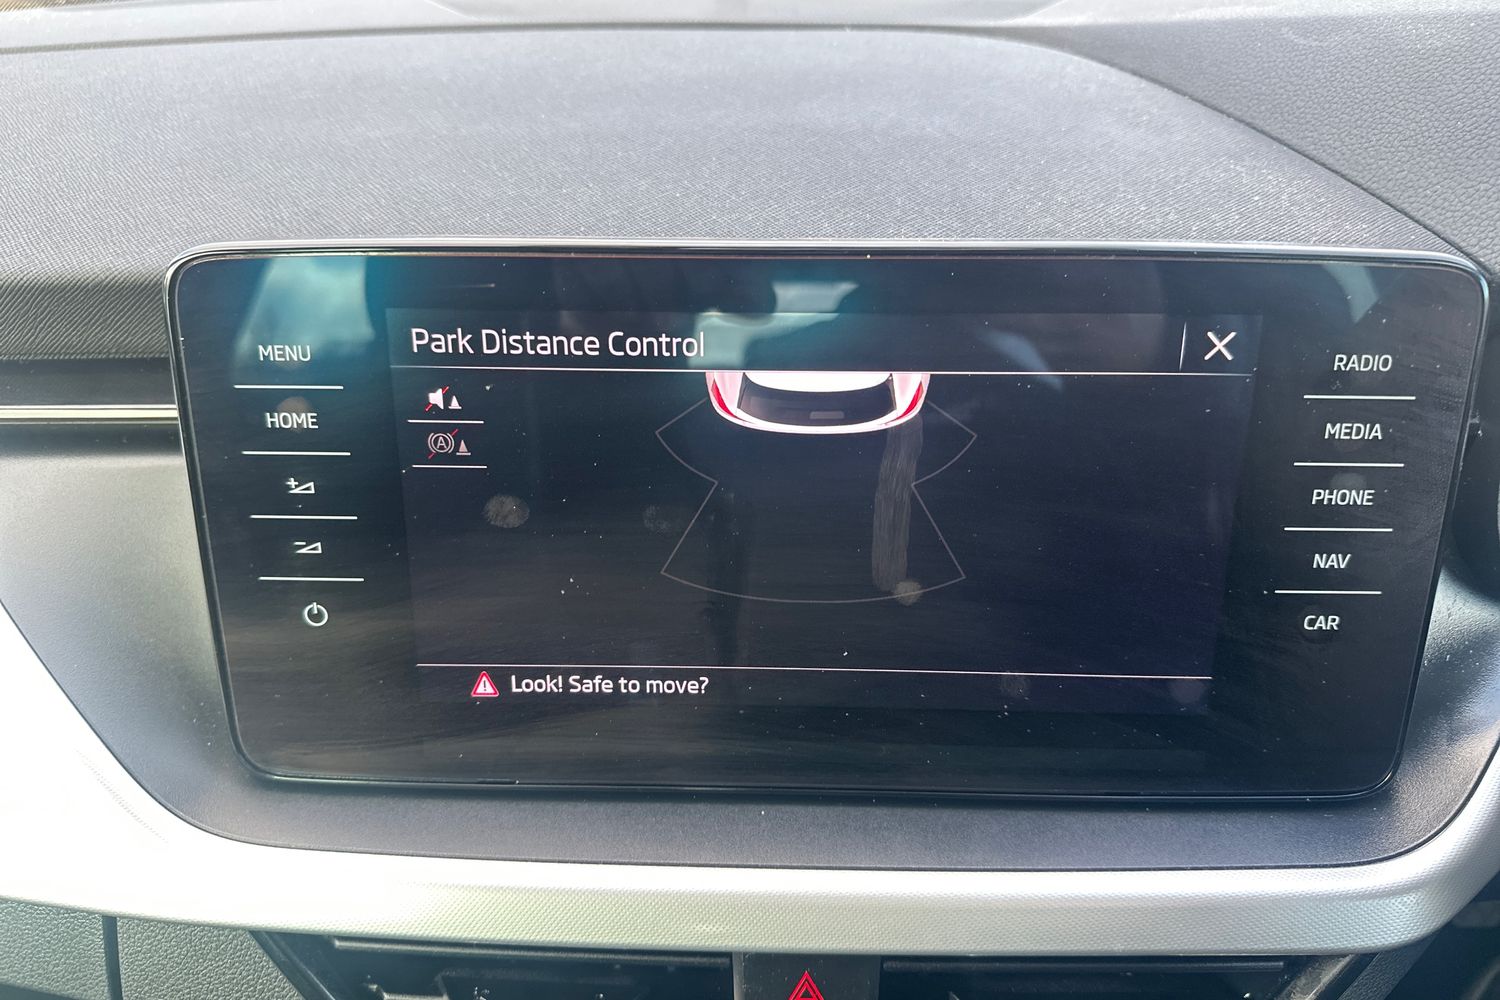 Park Distance Control
MENU
HOME
A
Look! Safe to move?
RADIO
MEDIA
PHONE
NAV
CAR